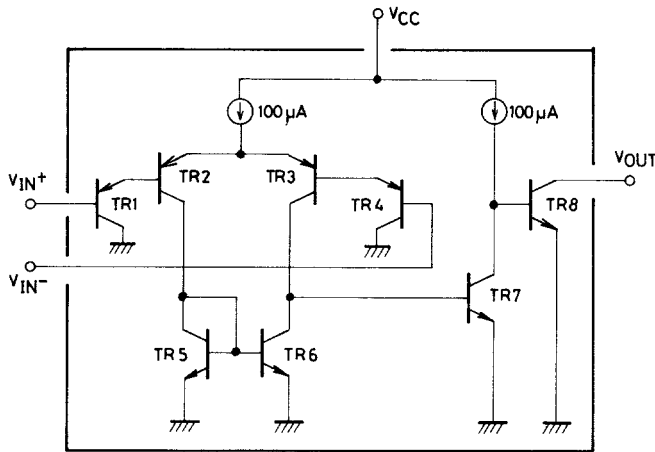 VCC
100μA
100μA
VIN+
TR1
TR2
TR3
TR4
TR8
VOUT
VIN-
TR7
TR5
TR6